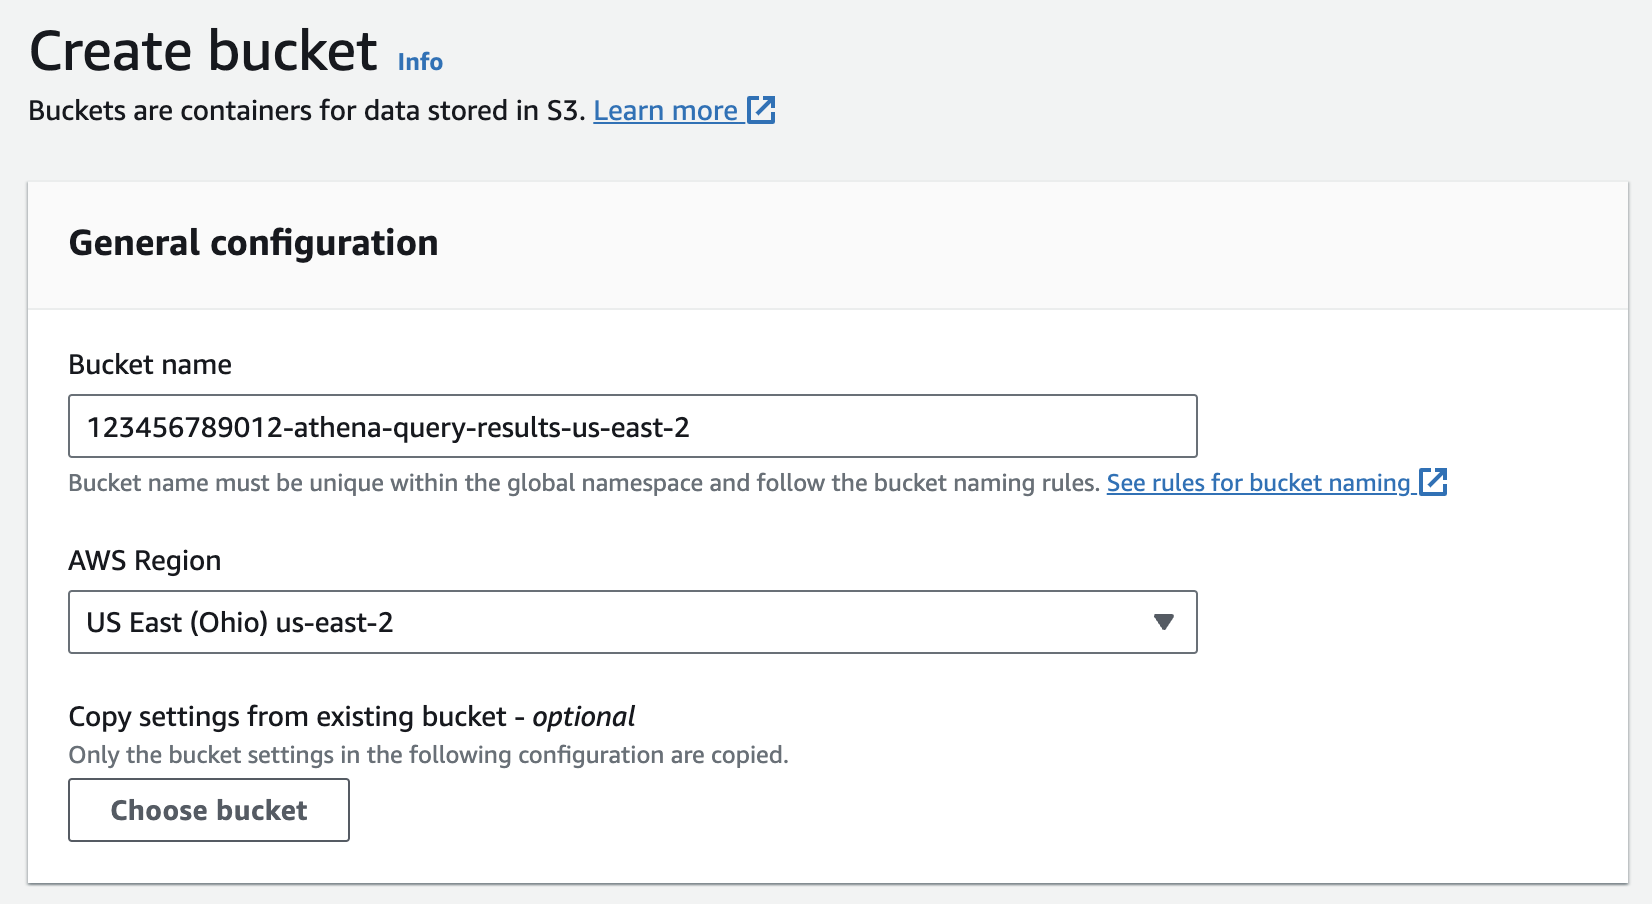 Create bucket Info
Buckets are containers for data stored in S3. Learn more
General configuration
Bucket name
123456789012-athena-query-results-us-east-2
Bucket name must be unique within the global namespace and follow the bucket naming rules. See rules for bucket naming
AWS Region
US East (Ohio) us-east-2
Copy settings from existing bucket - optional
Only the bucket settings in the following configuration are copied.
Choose bucket